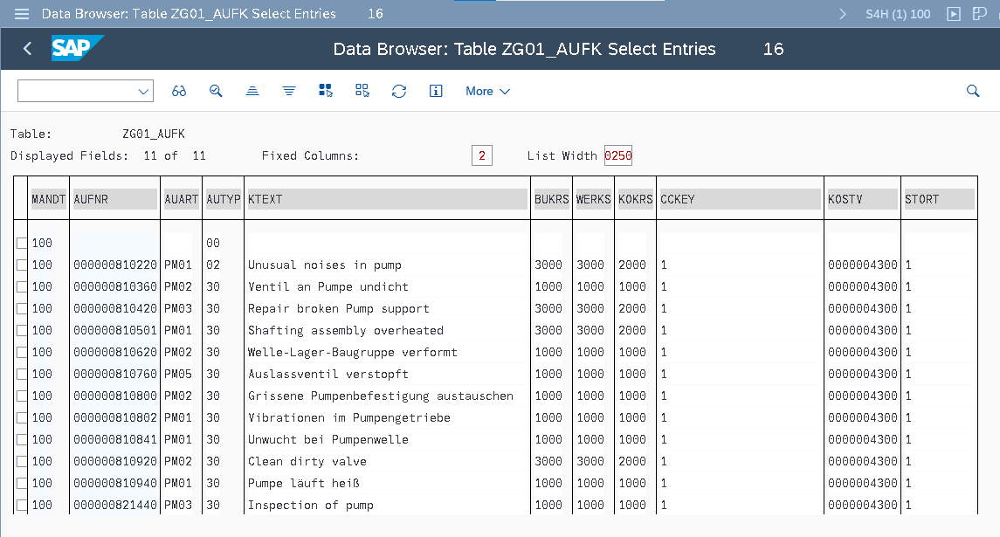 Data Browser: Table ZG01_AUFK Select Entries 16
S4H (1) 100
SAP Data Browser: Table ZG01_AUFK Select Entries 16
More
Table: ZG01_AUFK
Displayed Fields: 11 of 11 Fixed Columns: 2 List Width 0250
MANDT AUFNR AUART AUTYP KTEXT BUKRS WERKS KOKRS CCKEY KOSTV STORT
100 00
100 000000810220 PM01 02 Unusual noises in pump 3000 3000 2000 1 0000004300 1
100 000000810360 PM02 30 Ventil an Pumpe undicht 1000 1000 1000 1 0000004300 1
100 000000810420 PM03 30 Repair broken Pump support 3000 3000 2000 1 0000004300 1
100 000000810501 PM01 30 Shafting assembly overheated 3000 3000 2000 1 0000004300 1
100 000000810620 PM02 30 Welle-Lager-Baugruppe verformt 1000 1000 1000 1 0000004300 1
100 000000810760 PM05 30 Auslassventil verstopft 1000 1000 1000 1 0000004300 1
100 000000810800 PM02 30 Grissene Pumpenbefestigung austauschen 1000 1000 1000 1 0000004300 1
100 000000810802 PM01 30 Vibrationen im Pumpengetriebe 1000 1000 1000 1 0000004300 1
100 000000810841 PM01 30 Unwucht bei Pumpenwelle 1000 1000 1000 1 0000004300 1
100 000000810920 PM02 30 Clean dirty valve 3000 3000 2000 1 0000004300 1
100 000000810940 PM01 30 Pumpe läuft heiß 1000 1000 1000 1 0000004300 1
100 000000821440 PM03 30 Inspection of pump 1000 1000 1000 1 0000004300 1